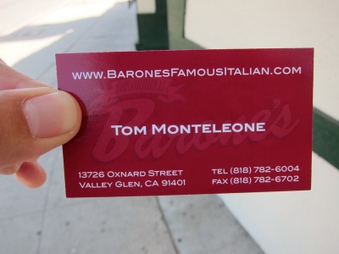 www.BaronesFamousItalian.com
Barone's
Tom Monteleone
13726 Oxnard Street
Valley Glen, CA 91401
Tel (818) 782-6004
Fax (818) 782-6702